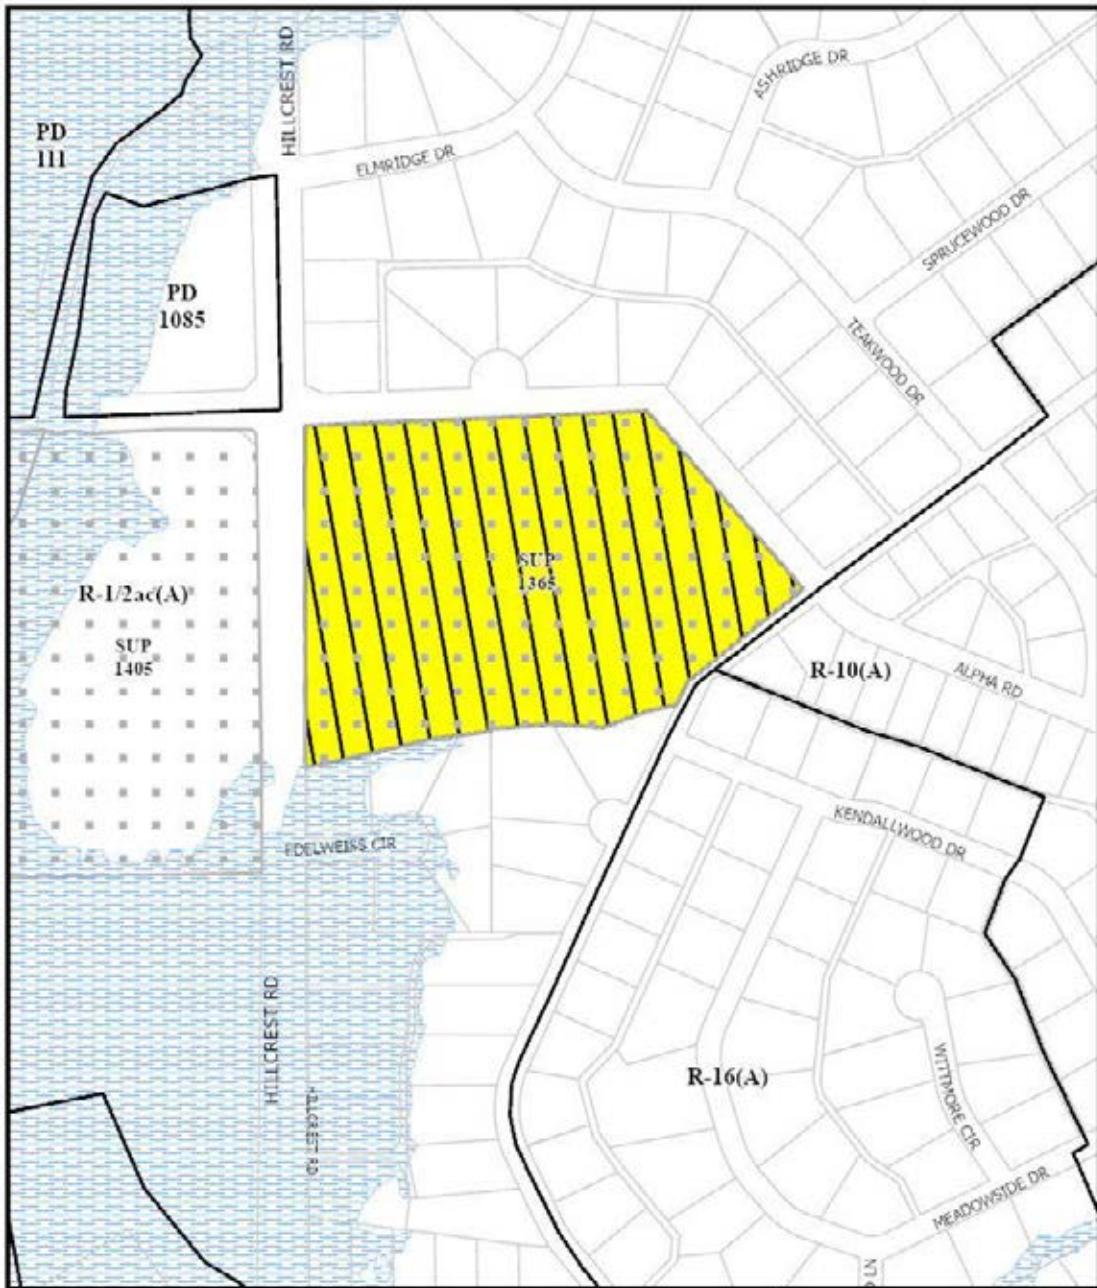 HILLCREST RD
ASHRIDGE DR
PD
111
ELMRIDGE DR
SPRUCEWOOD DR
PD
1085
TEAKWOOD DR
SUP
1365
R-1/2ac(A)
SUP
1405
R-10(A)
ALPHA RD
KENDALLWOOD DR
EDELWEISS CIR
HILLCREST RD
WITTMORE CIR
R-16(A)
HILLCREST RD
MEADOWSIDE DR
LN